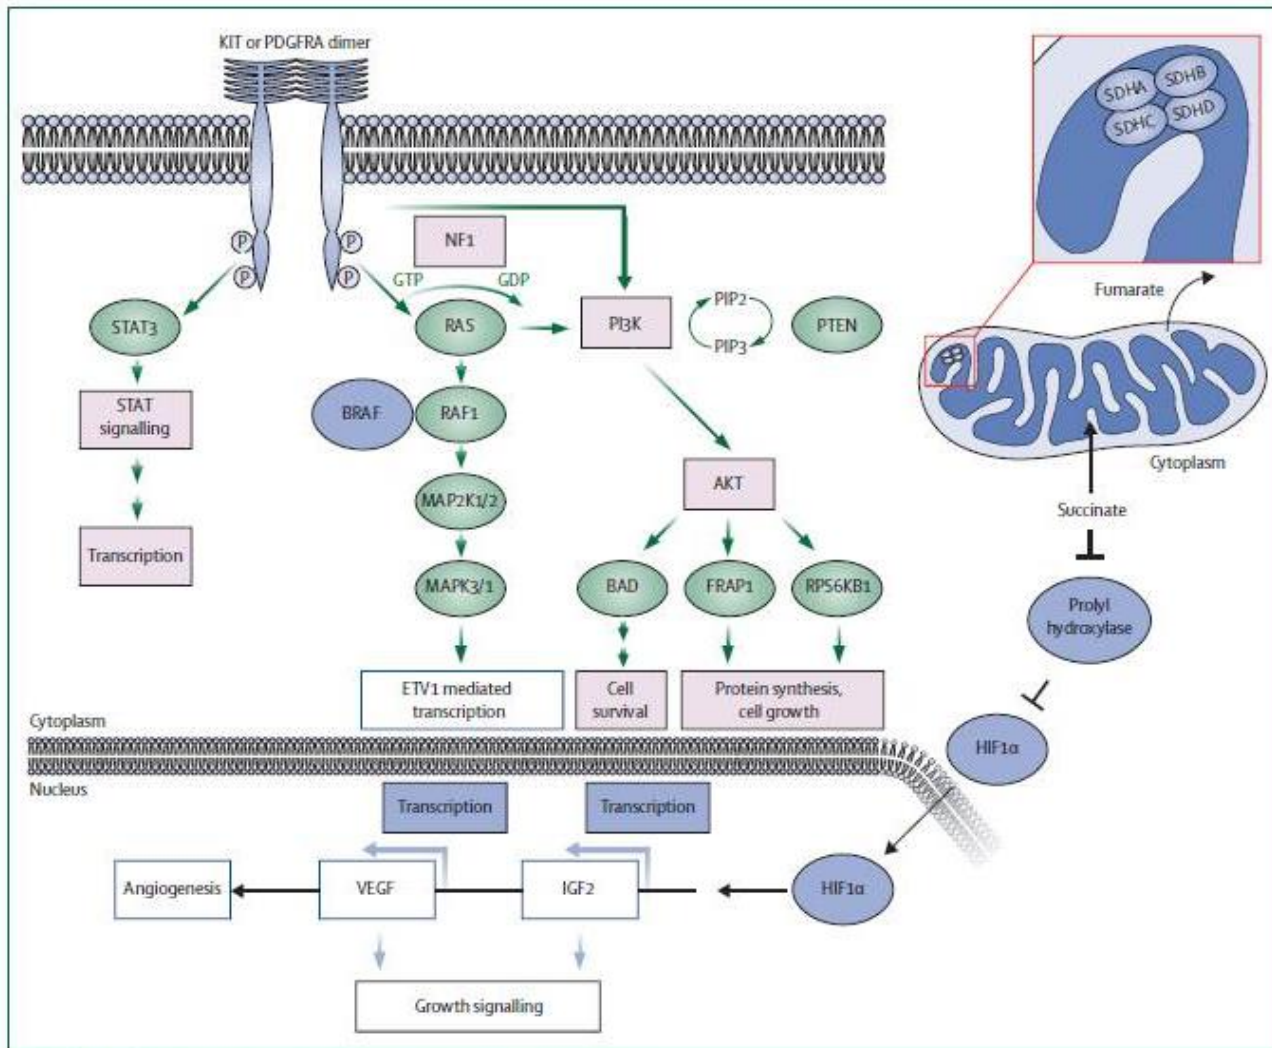 KIT or PDGFRA dimer
SDHA
SDHB
SDHC
SDHD
P
P
P
P
NF1
GTP
GDP
Fumarate
STAT3
RAS
PI3K
PIP2
PIP3
PTEN
STAT
signalling
BRAF
RAF1
Cytoplasm
AKT
MAP2K1/2
Succinate
Transcription
MAPK3/1
BAD
FRAP1
RPS6KB1
Prolyl
hydroxylase
ETV1 mediated
transcription
Cell
survival
Protein synthesis,
cell growth
Cytoplasm
HIF1α
Nucleus
Transcription
Transcription
Angiogenesis
VEGF
IGF2
HIF1α
Growth signalling